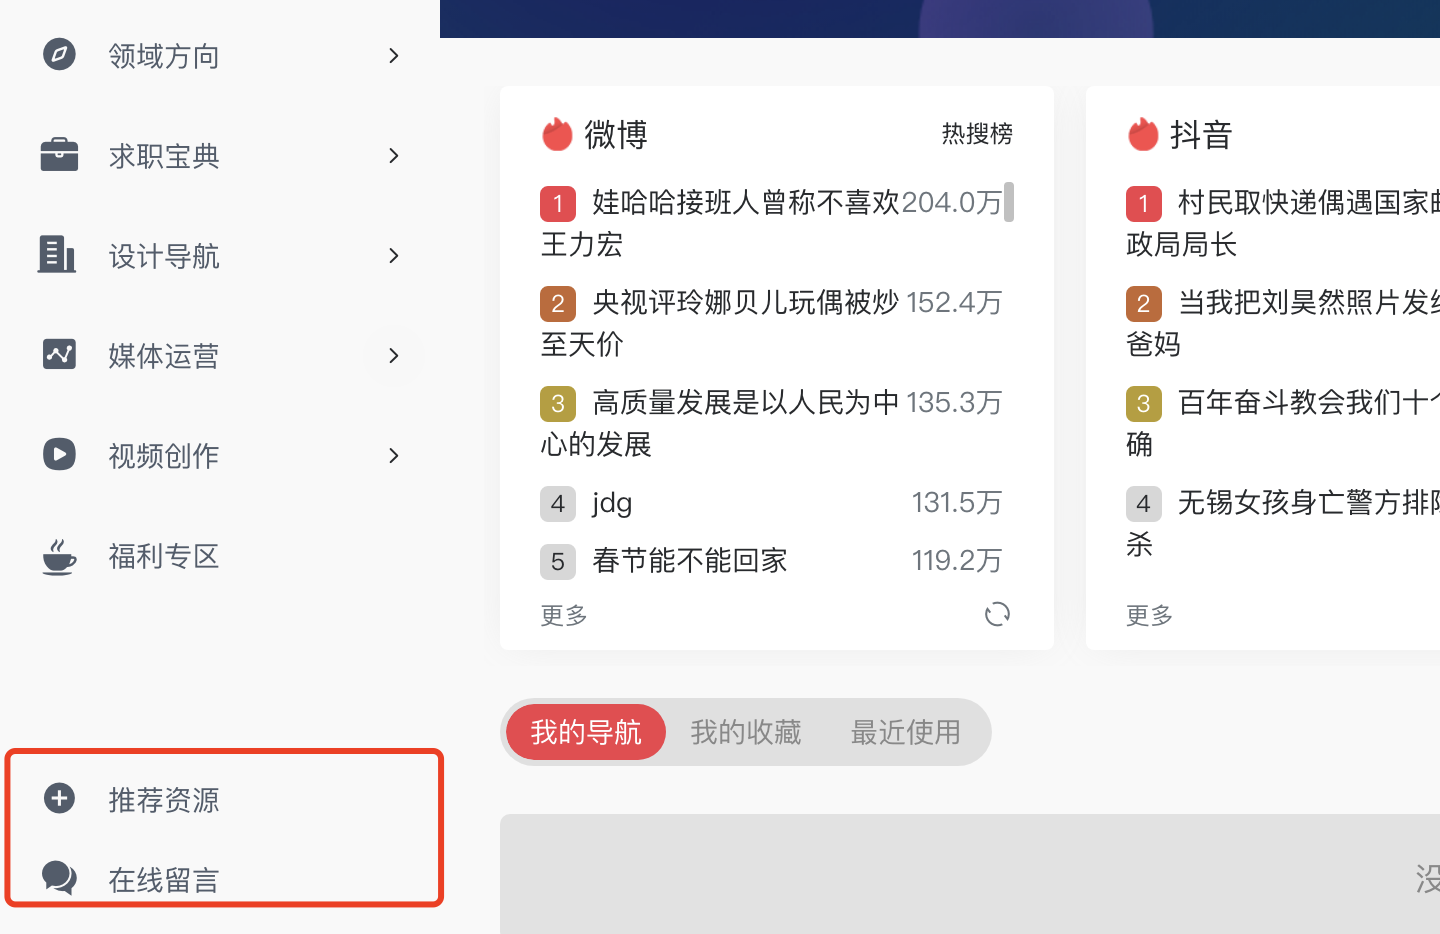 领域方向
求职宝典
设计导航
媒体运营
视频创作
福利专区
推荐资源
在线留言
微博
热搜榜
1 娃哈哈接班人曾称不喜欢 204.0万
王力宏
2 央视评玲娜贝儿玩偶被炒 152.4万
至天价
3 高质量发展是以人民为中 135.3万
心的发展
4 jdg 131.5万
5 春节能不能回家 119.2万
更多
抖音
1 村民取快递偶遇国家邮
政局局长
2 当我把刘昊然照片发给
爸妈
3 百年奋斗教会我们十个
确
4 无锡女孩身亡警方排除
杀
更多
我的导航 我的收藏 最近使用
没